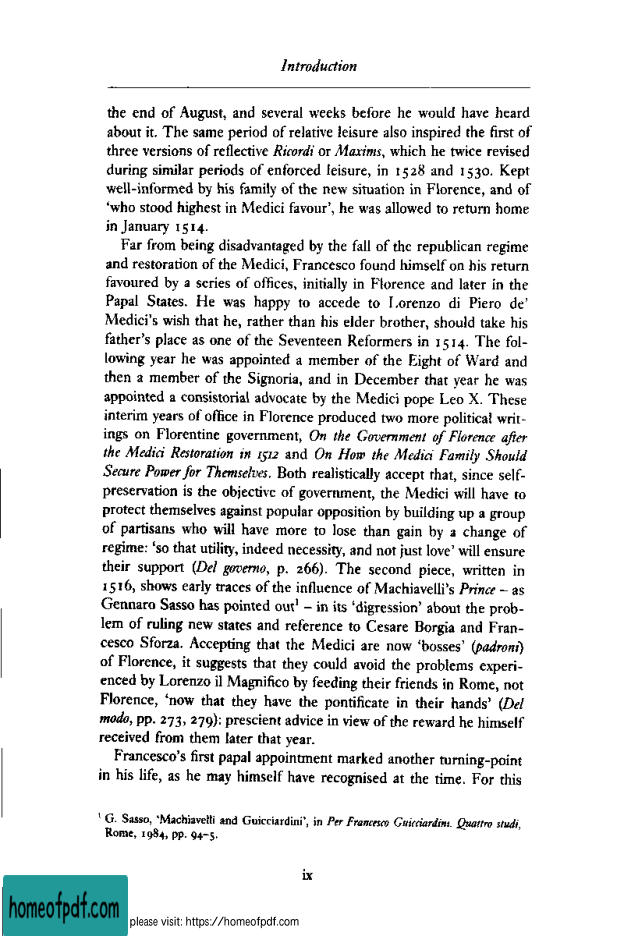 Introduction
the end of August, and several weeks before he would have heard
about it. The same period of relative leisure also inspired the first of
three versions of reflective Ricordi or Maxims, which he twice revised
during similar periods of enforced leisure, in 1528 and 1530. Kept
well-informed by his family of the new situation in Florence, and of
‘who stood highest in Medici favour’, he was allowed to return home
in January 1514.
Far from being disadvantaged by the fall of the republican regime
and restoration of the Medici, Francesco found himself on his return
favoured by a series of offices, initially in Florence and later in the
Papal States. He was happy to accede to Lorenzo di Piero de’
Medici’s wish that he, rather than his elder brother, should take his
father’s place as one of the Seventeen Reformers in 1514. The fol-
lowing year he was appointed a member of the Eight of Ward and
then a member of the Signoria, and in December that year he was
appointed a consistorial advocate by the Medici pope Leo X. These
interim years of office in Florence produced two more political writ-
ings on Florentine government, On the Government of Florence after
the Medici Restoration in 1512 and On How the Medici Family Should
Secure Power for Themselves. Both realistically accept that, since self-
preservation is the objective of government, the Medici will have to
protect themselves against popular opposition by building up a group
of partisans who will have more to lose than gain by a change of
regime: ‘so that utility, indeed necessity, and not just love’ will ensure
their support (Del governo, p. 266). The second piece, written in
1516, shows early traces of the influence of Machiavelli’s Prince – as
Gennaro Sasso has pointed out¹ – in its ‘digression’ about the prob-
lem of ruling new states and reference to Cesare Borgia and Fran-
cesco Sforza. Accepting that the Medici are now ‘bosses’ (padroni)
of Florence, it suggests that they could avoid the problems experi-
enced by Lorenzo il Magnifico by feeding their friends in Rome, not
Florence, ‘now that they have the pontificate in their hands’ (Del
modo, pp. 273, 279): prescient advice in view of the reward he himself
received from them later that year.
Francesco’s first papal appointment marked another turning-point
in his life, as he may himself have recognised at the time. For this
¹ G. Sasso, ‘Machiavelli and Guicciardini’, in Per Francesco Guicciardini. Quattro studi,
Rome, 1984, pp. 94–5.
ix
homeofpdf.com
please visit: https://homeofpdf.com